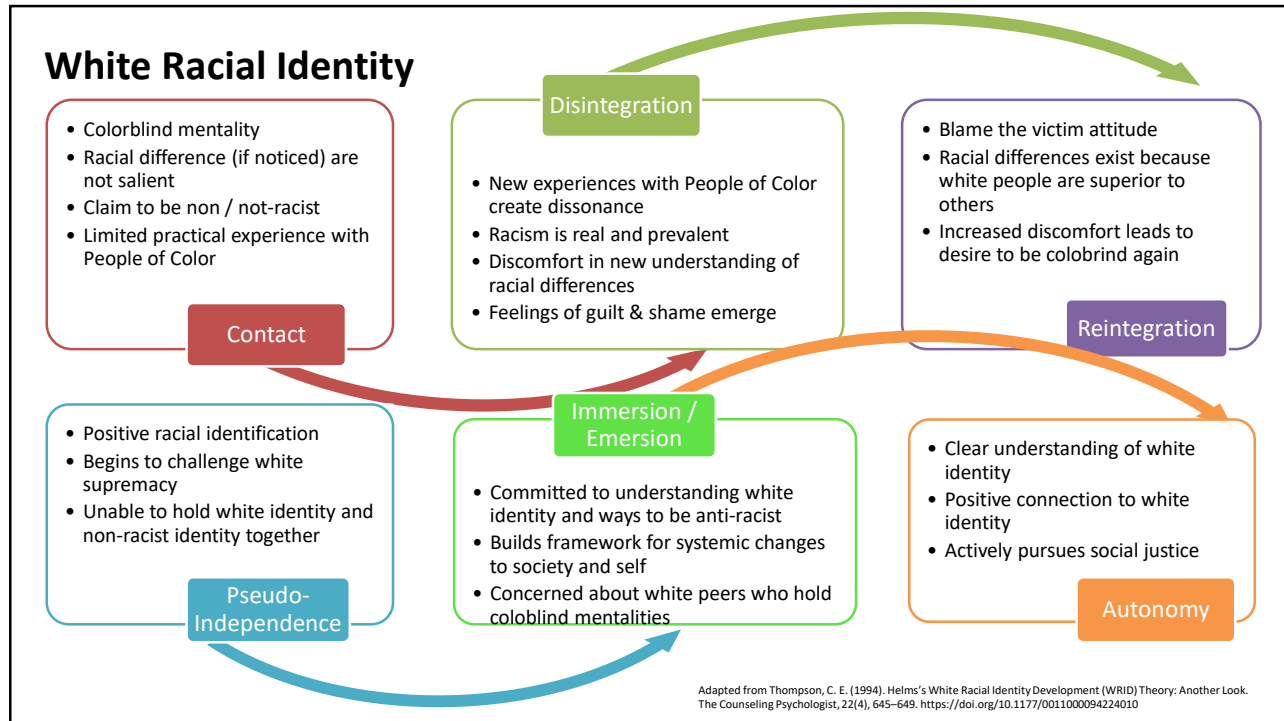 White Racial Identity
• Colorblind mentality
• Racial difference (if noticed) are
not salient
• Claim to be non / not-racist
• Limited practical experience with
People of Color
Contact
Disintegration
• New experiences with People of Color
create dissonance
• Racism is real and prevalent
• Discomfort in new understanding of
racial differences
• Feelings of guilt & shame emerge
• Blame the victim attitude
• Racial differences exist because
white people are superior to
others
• Increased discomfort leads to
desire to be colobrind again
Reintegration
• Positive racial identification
• Begins to challenge white
supremacy
• Unable to hold white identity and
non-racist identity together
Pseudo-
Independence
Immersion /
Emersion
• Committed to understanding white
identity and ways to be anti-racist
• Builds framework for systemic changes
to society and self
• Concerned about white peers who hold
coloblind mentalities
• Clear understanding of white
identity
• Positive connection to white
identity
• Actively pursues social justice
Autonomy
Adapted from Thompson, C. E. (1994). Helms's White Racial Identity Development (WRID) Theory: Another Look.
The Counseling Psychologist, 22(4), 645–649. https://doi.org/10.1177/0011000094224010